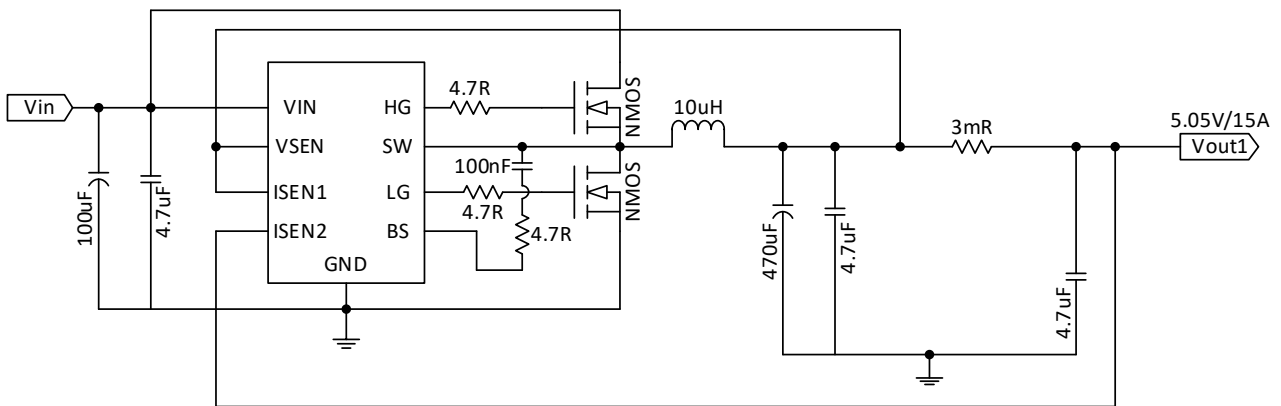 5.05V/15A
Vin
Vout1
100uF
4.7uF
VIN
VSEN
ISEN1
ISEN2
HG
SW
LG
BS
GND
4.7R
100nF
4.7R
4.7R
NMOS
NMOS
10uH
470uF
4.7uF
3mR
4.7uF